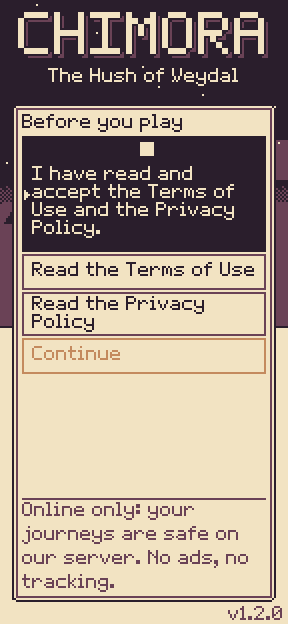 CHIMORA
The Hush of Veydal
Before you play
I have read and
accept the Terms of
Use and the Privacy
Policy.
Read the Terms of Use
Read the Privacy
Policy
Continue
Online only: your
journeys are safe on
our server. No ads, no
tracking.
v1.2.0